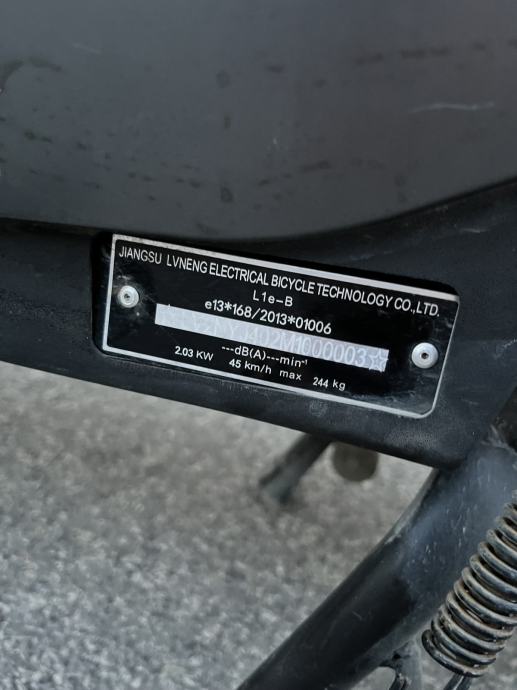 JIANGSU LVNENG ELECTRICAL BICYCLE TECHNOLOGY CO.,LTD.
L1e-B
e13*168/2013*01006
M1000003☆
---dB(A)---min⁻¹
2.03 KW 45 km/h max 244 kg